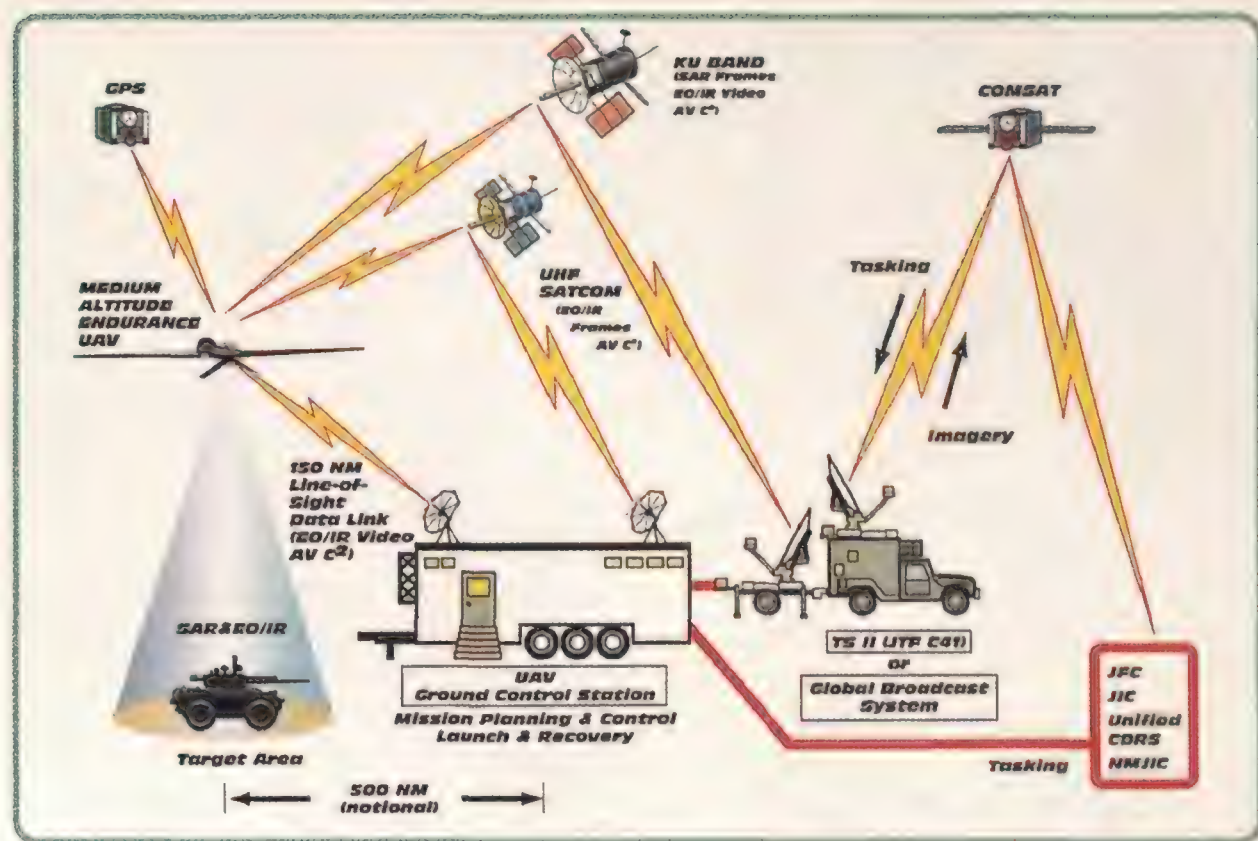 GPS
KU BAND
(SAR Frames
EO/IR Video
AV C²)
COMSAT
MEDIUM
ALTITUDE
ENDURANCE
UAV
UHF
SATCOM
(EO/IR
Frames
AV C²)
Tasking
Imagery
150 NM
Line-of-
Sight
Data Link
(EO/IR Video
AV C²)
SAR&EO/IR
Target Area
500 NM
(notional)
UAV
Ground Control Station
Mission Planning & Control
Launch & Recovery
TS II (JTF C4I)
or
Global Broadcast
System
Tasking
JFC
JIC
Unified
CDRS
NMJIC